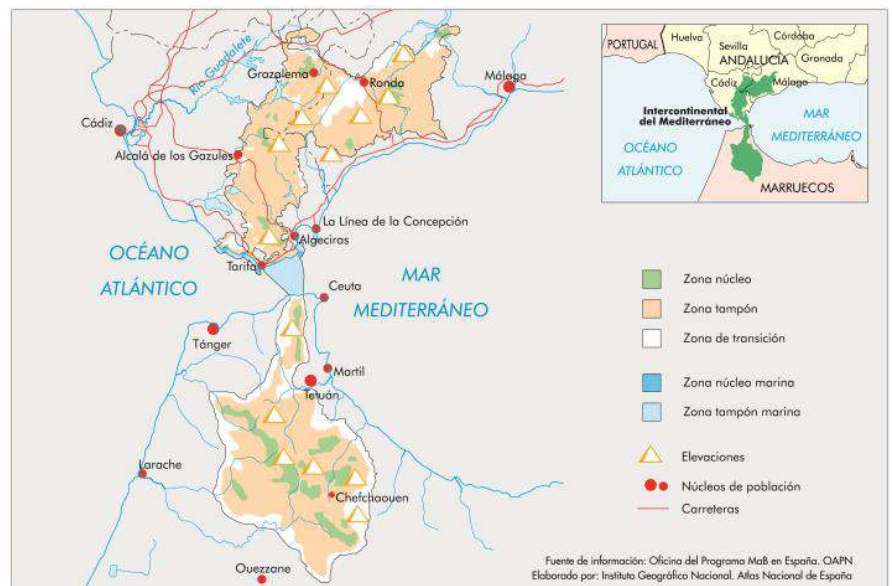 Río Guadalete
Grazalema
Ronda
Málaga
Cádiz
Alcalá de los Gazules
La Línea de la Concepción
Algeciras
OCÉANO
ATLÁNTICO
Tarifa
MAR
MEDITERRÁNEO
Ceuta
Tánger
Martil
Tetuán
Larache
Chefchaouen
Ouezzane
PORTUGAL
Huelva
Sevilla
Córdoba
ANDALUCÍA
Granada
Cádiz
Málaga
Intercontinental
del Mediterráneo
MAR
MEDITERRÁNEO
OCÉANO
ATLÁNTICO
MARRUECOS
Zona núcleo
Zona tampón
Zona de transición
Zona núcleo marina
Zona tampón marina
Elevaciones
Núcleos de población
Carreteras
Fuente de información: Oficina del Programa MaB en España. OAPN
Elaborado por: Instituto Geográfico Nacional. Atlas Nacional de España